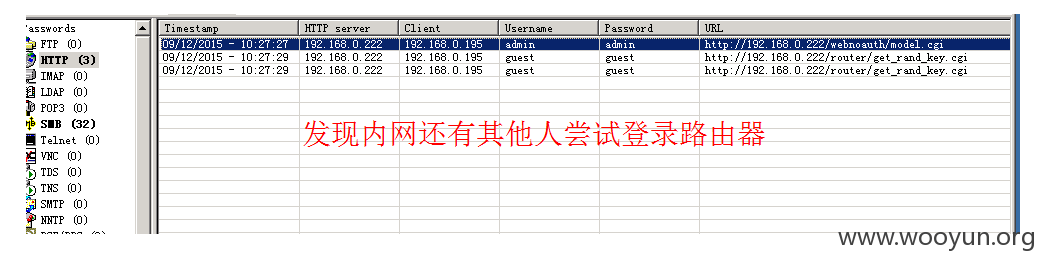 asswords
Timestamp HTTP server Client Username Password URL
FTP (0)
09/12/2015 - 10:27:27 192.168.0.222 192.168.0.195 admin admin http://192.168.0.222/webnoauth/model.cgi
HTTP (3)
09/12/2015 - 10:27:29 192.168.0.222 192.168.0.195 guest guest http://192.168.0.222/router/get_rand_key.cgi
IMAP (0)
09/12/2015 - 10:27:29 192.168.0.222 192.168.0.195 guest guest http://192.168.0.222/router/get_rand_key.cgi
LDAP (0)
POP3 (0)
SMB (32)
Telnet (0)
发现内网还有其他人尝试登录路由器
VNC (0)
TDS (0)
TNS (0)
SMTP (0)
NNTP (0)
www.wooyun.org